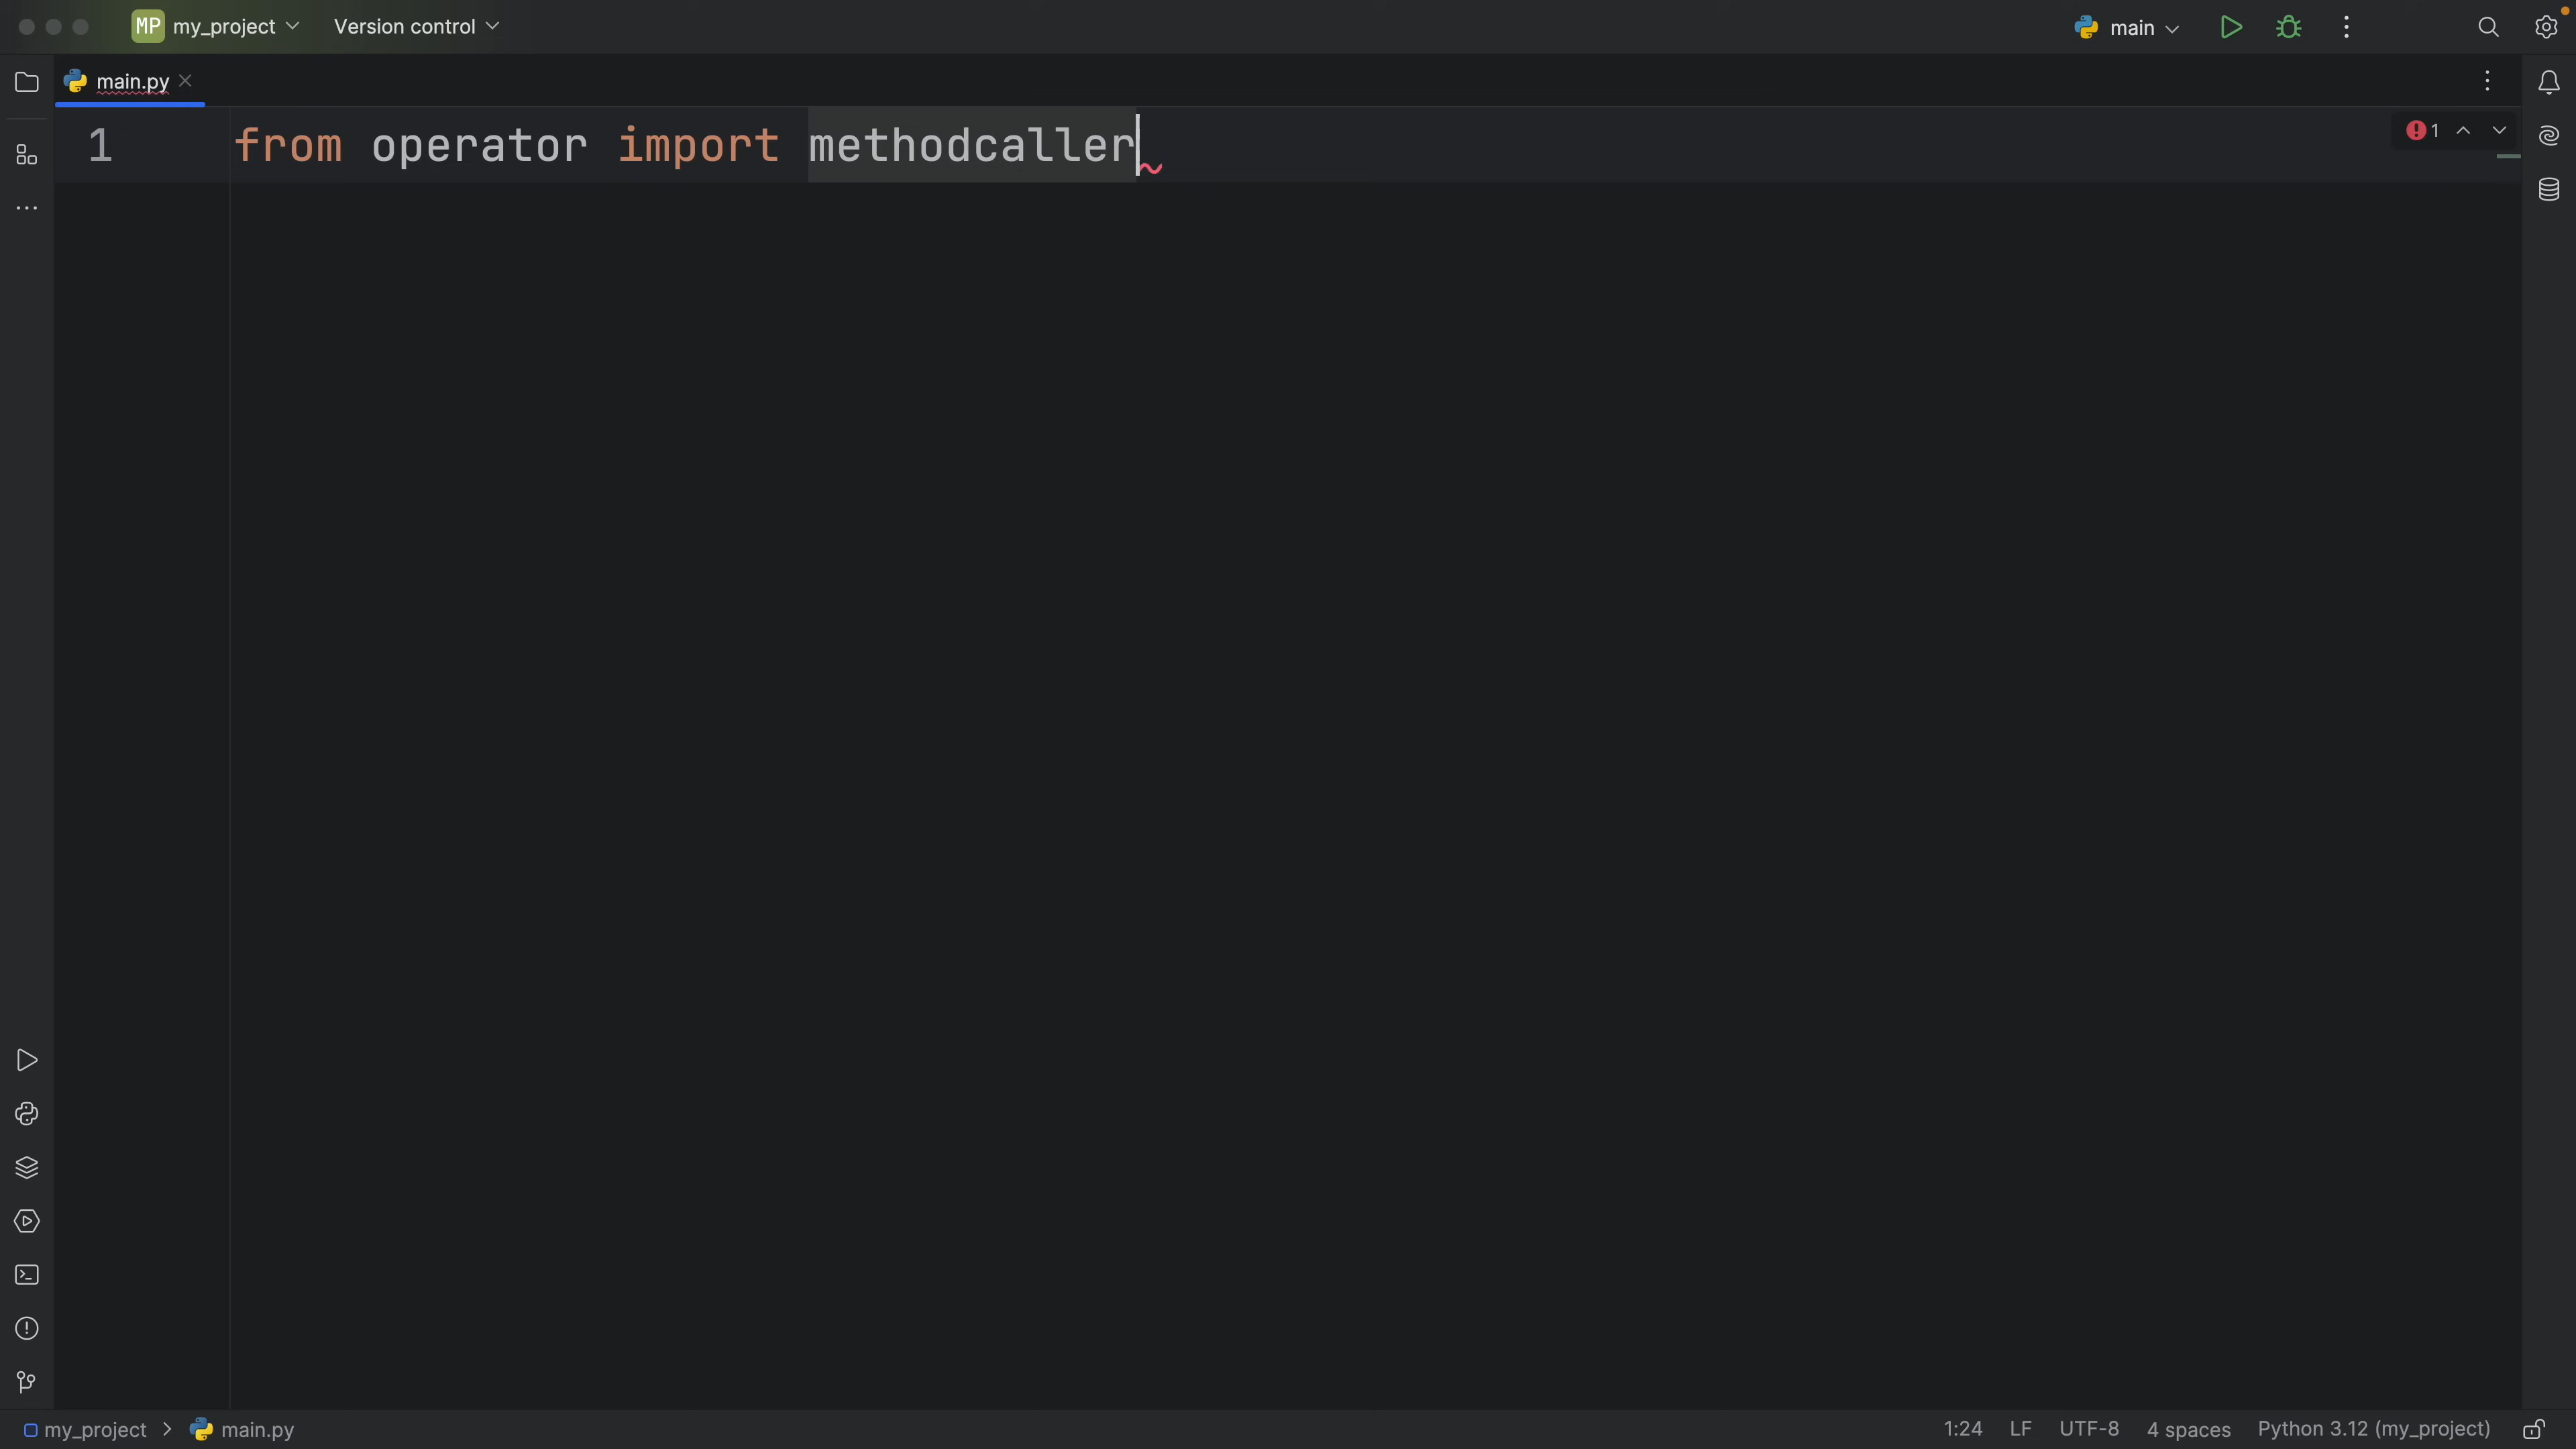 MP my_project Version control main
main.py
1 from operator import methodcaller
1
my_project main.py 1:24 LF UTF-8 4 spaces Python 3.12 (my_project)